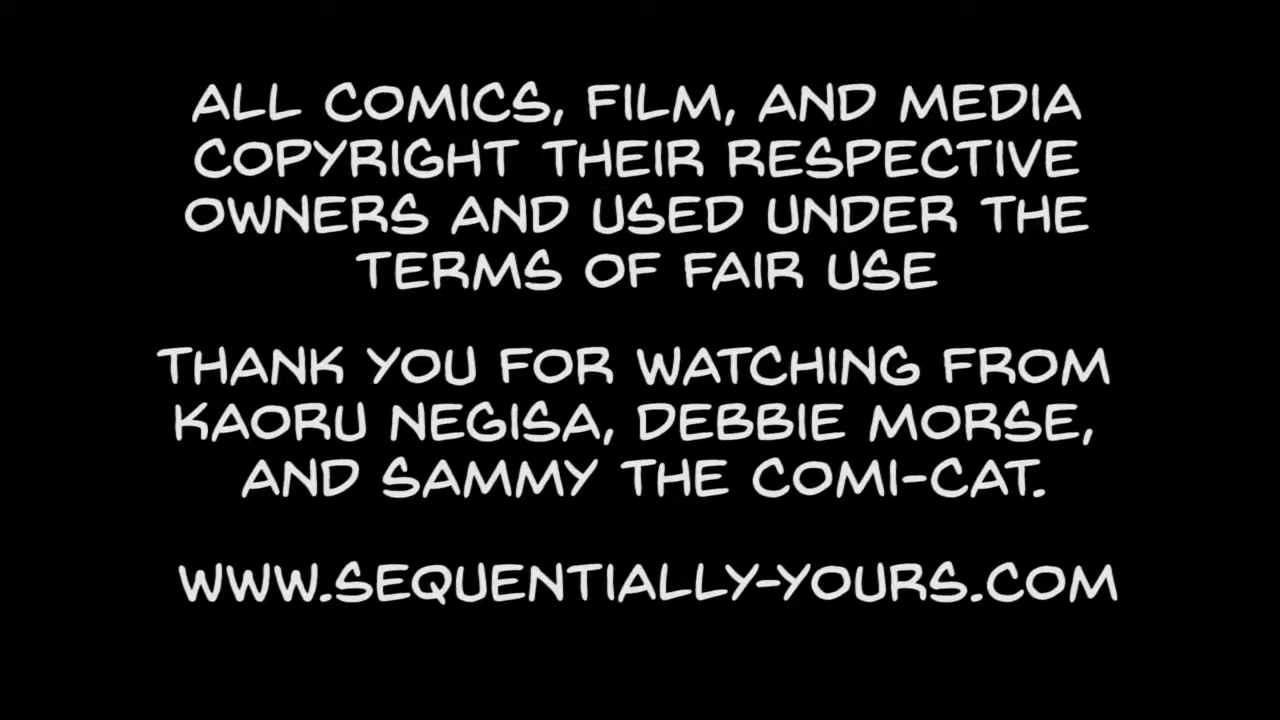 ALL COMICS, FILM, AND MEDIA
COPYRIGHT THEIR RESPECTIVE
OWNERS AND USED UNDER THE
TERMS OF FAIR USE
THANK YOU FOR WATCHING FROM
KAORU NEGISA, DEBBIE MORSE,
AND SAMMY THE COMI-CAT.
WWW.SEQUENTIALLY-YOURS.COM